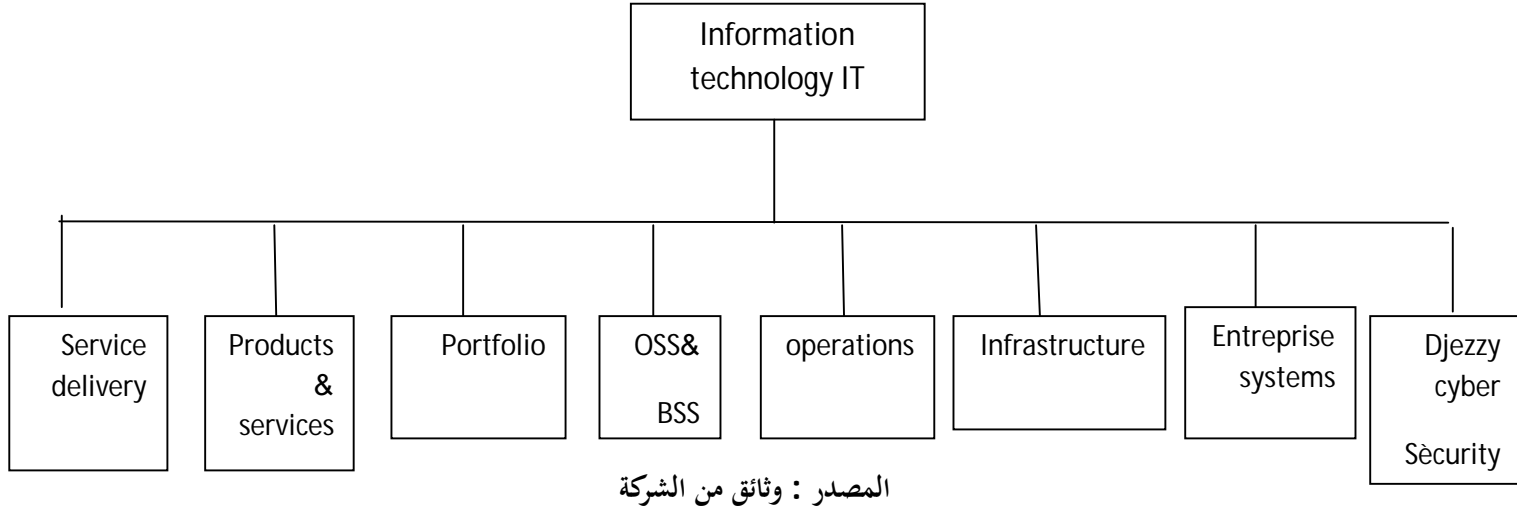 Information
technology IT
Service
delivery
Products
&
services
Portfolio
OSS&
BSS
operations
Infrastructure
Entreprise
systems
Djezzy
cyber
Sècurity
المصدر : وثائق من الشركة